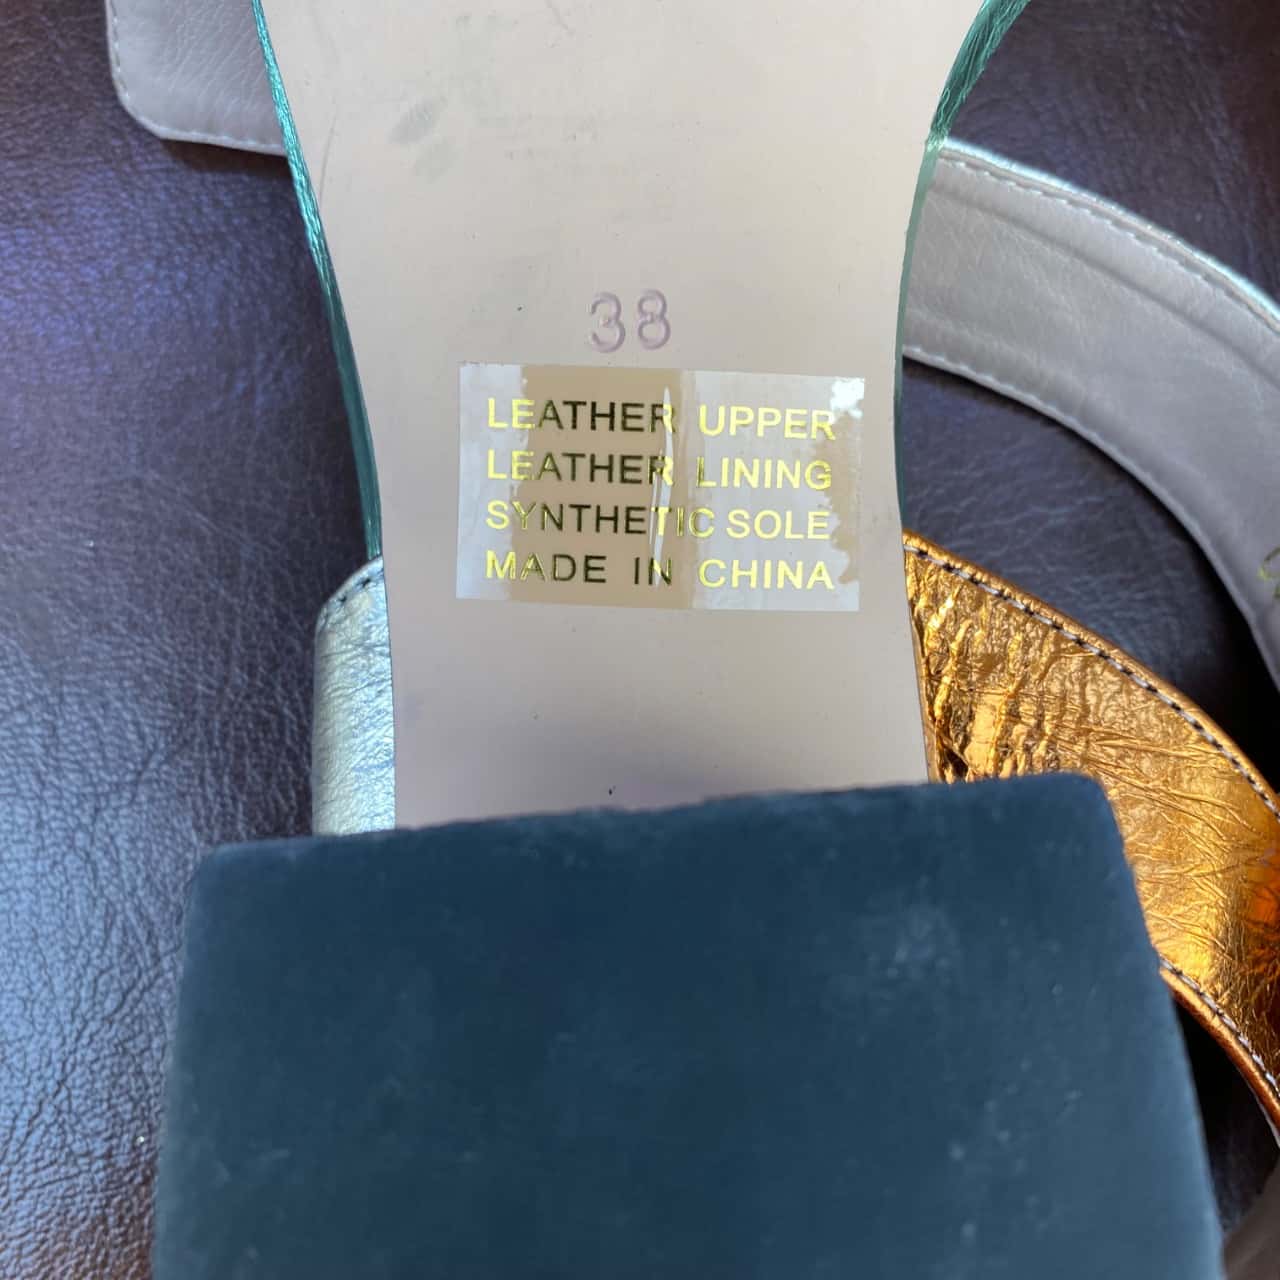 38
LEATHER UPPER
LEATHER LINING
SYNTHETIC SOLE
MADE IN CHINA